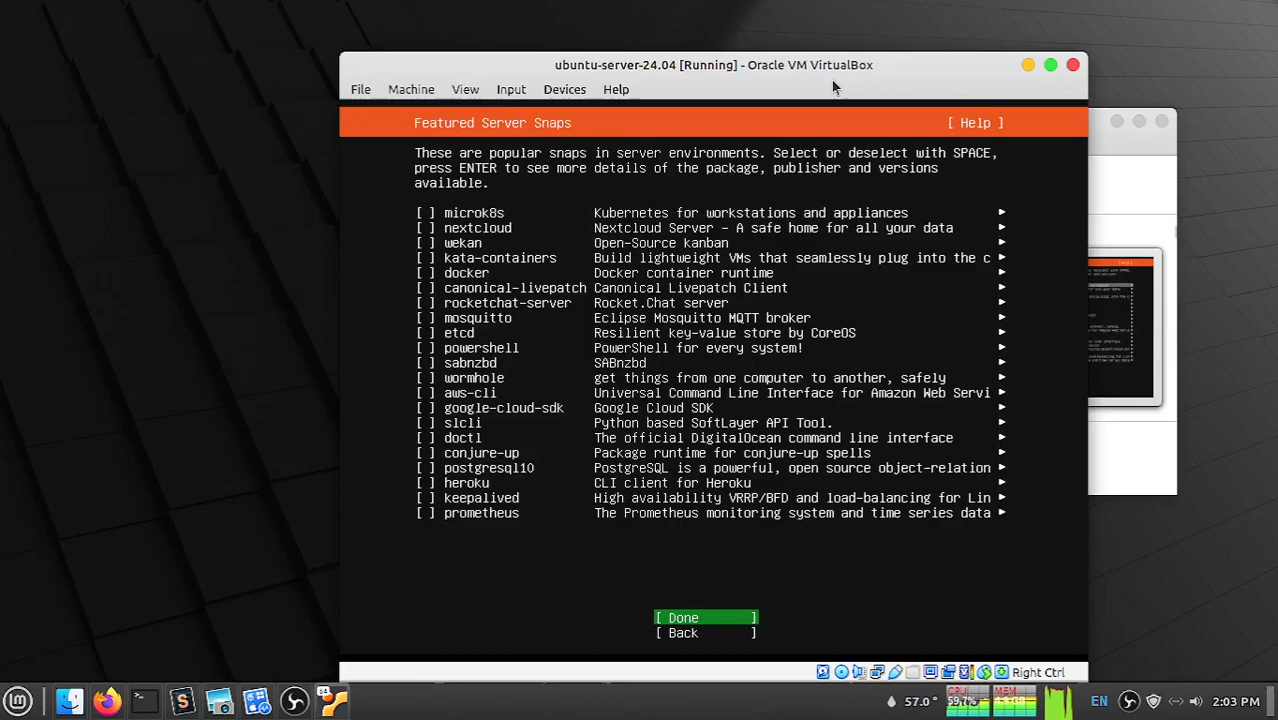 ubuntu-server-24.04 [Running] - Oracle VM VirtualBox
File Machine View Input Devices Help
Featured Server Snaps [ Help ]
These are popular snaps in server environments. Select or deselect with SPACE,
press ENTER to see more details of the package, publisher and versions
available.
[ ] microk8s Kubernetes for workstations and appliances ►
[ ] nextcloud Nextcloud Server - A safe home for all your data ►
[ ] wekan Open-Source kanban ►
[ ] kata-containers Build lightweight VMs that seamlessly plug into the c ►
[ ] docker Docker container runtime ►
[ ] canonical-livepatch Canonical Livepatch Client ►
[ ] rocketchat-server Rocket.Chat server ►
[ ] mosquitto Eclipse Mosquitto MQTT broker ►
[ ] etcd Resilient key-value store by CoreOS ►
[ ] powershell PowerShell for every system! ►
[ ] sabnzbd SABnzbd ►
[ ] wormhole get things from one computer to another, safely ►
[ ] aws-cli Universal Command Line Interface for Amazon Web Servi ►
[ ] google-cloud-sdk Google Cloud SDK ►
[ ] slcli Python based SoftLayer API Tool. ►
[ ] doctl The official DigitalOcean command line interface ►
[ ] conjure-up Package runtime for conjure-up spells ►
[ ] postgresql10 PostgreSQL is a powerful, open source object-relation ►
[ ] heroku CLI client for Heroku ►
[ ] keepalived High availability VRRP/BFD and load-balancing for Lin ►
[ ] prometheus The Prometheus monitoring system and time series data ►
[ Done ]
[ Back ]
Right Ctrl
57.0° CPU MEM EN 2:03 PM